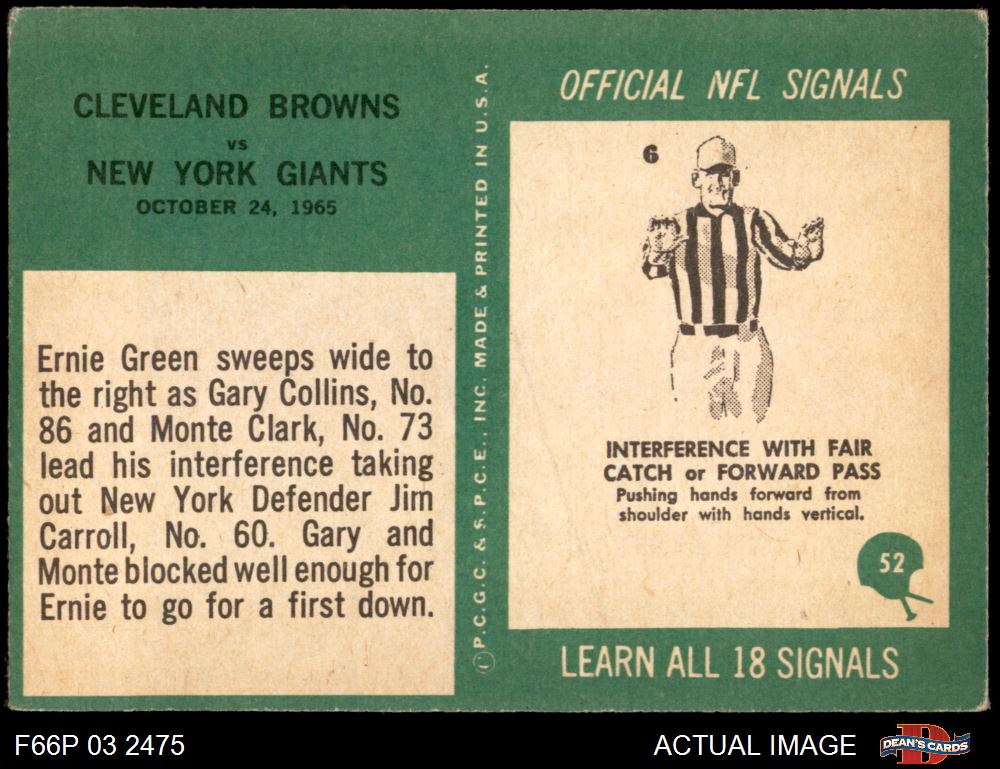 CLEVELAND BROWNS
vs
NEW YORK GIANTS
OCTOBER 24, 1965
Ernie Green sweeps wide to
the right as Gary Collins, No.
86 and Monte Clark, No. 73
lead his interference taking
out New York Defender Jim
Carroll, No. 60. Gary and
Monte blocked well enough for
Ernie to go for a first down.
© P.C.G.C. & S.P.C.E., INC. MADE & PRINTED IN U.S.A.
OFFICIAL NFL SIGNALS
6
INTERFERENCE WITH FAIR
CATCH or FORWARD PASS
Pushing hands forward from
shoulder with hands vertical.
52
LEARN ALL 18 SIGNALS
F66P 03 2475
ACTUAL IMAGE
D
DEAN'S CARDS